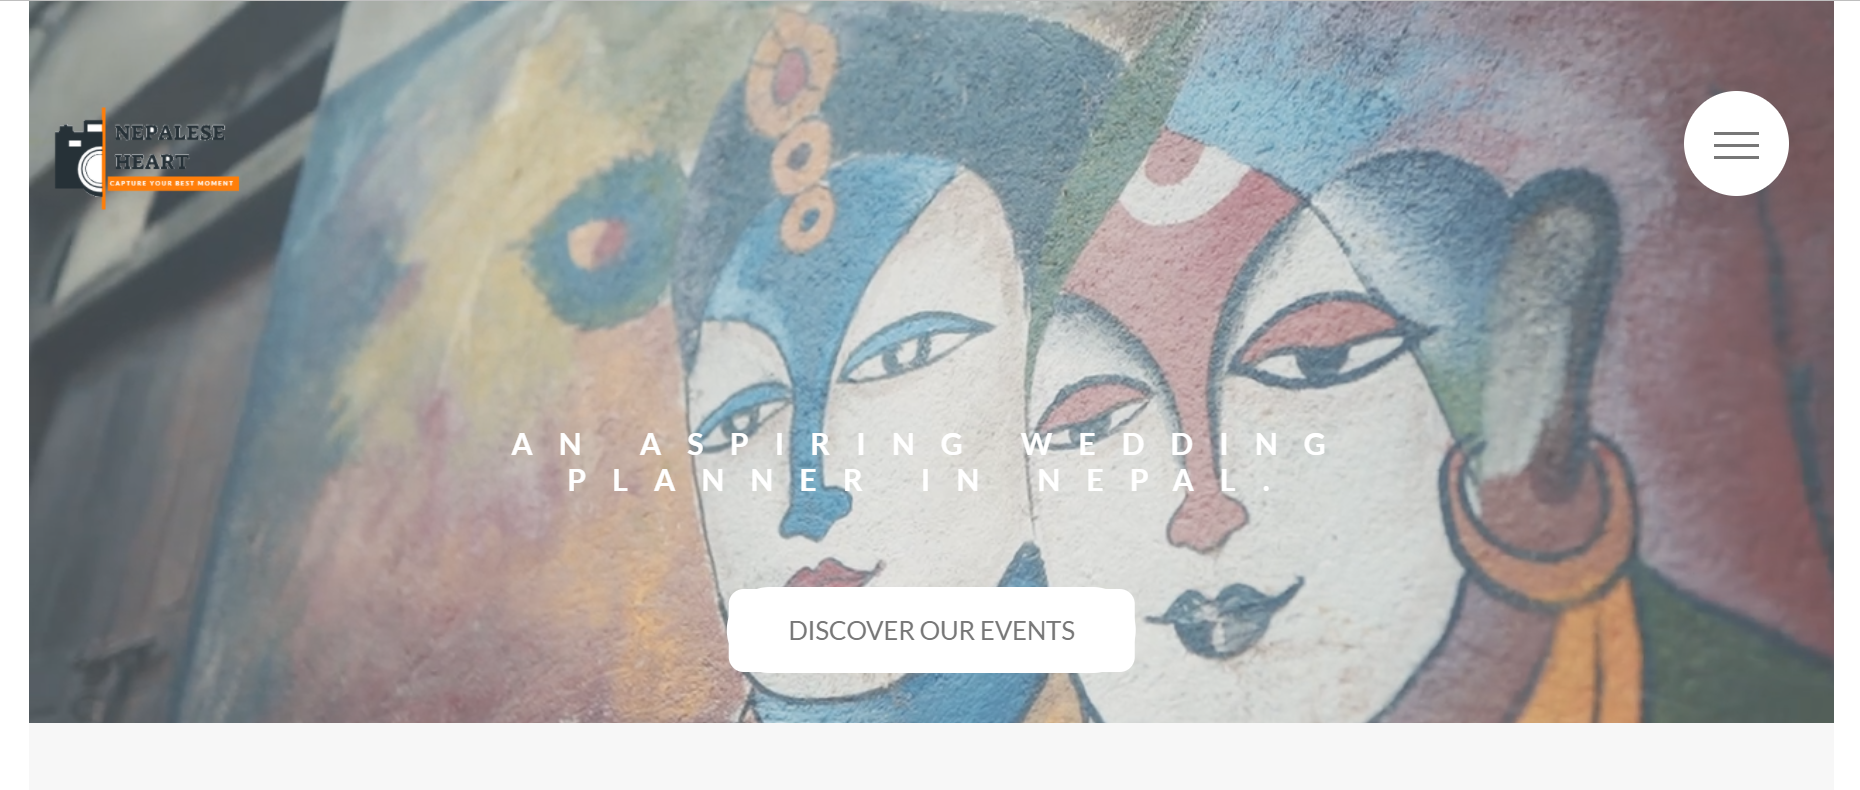 NEPALESE
HEART
CAPTURE YOUR BEST MOMENT
AN ASPIRING WEDDING
PLANNER IN NEPAL.
DISCOVER OUR EVENTS